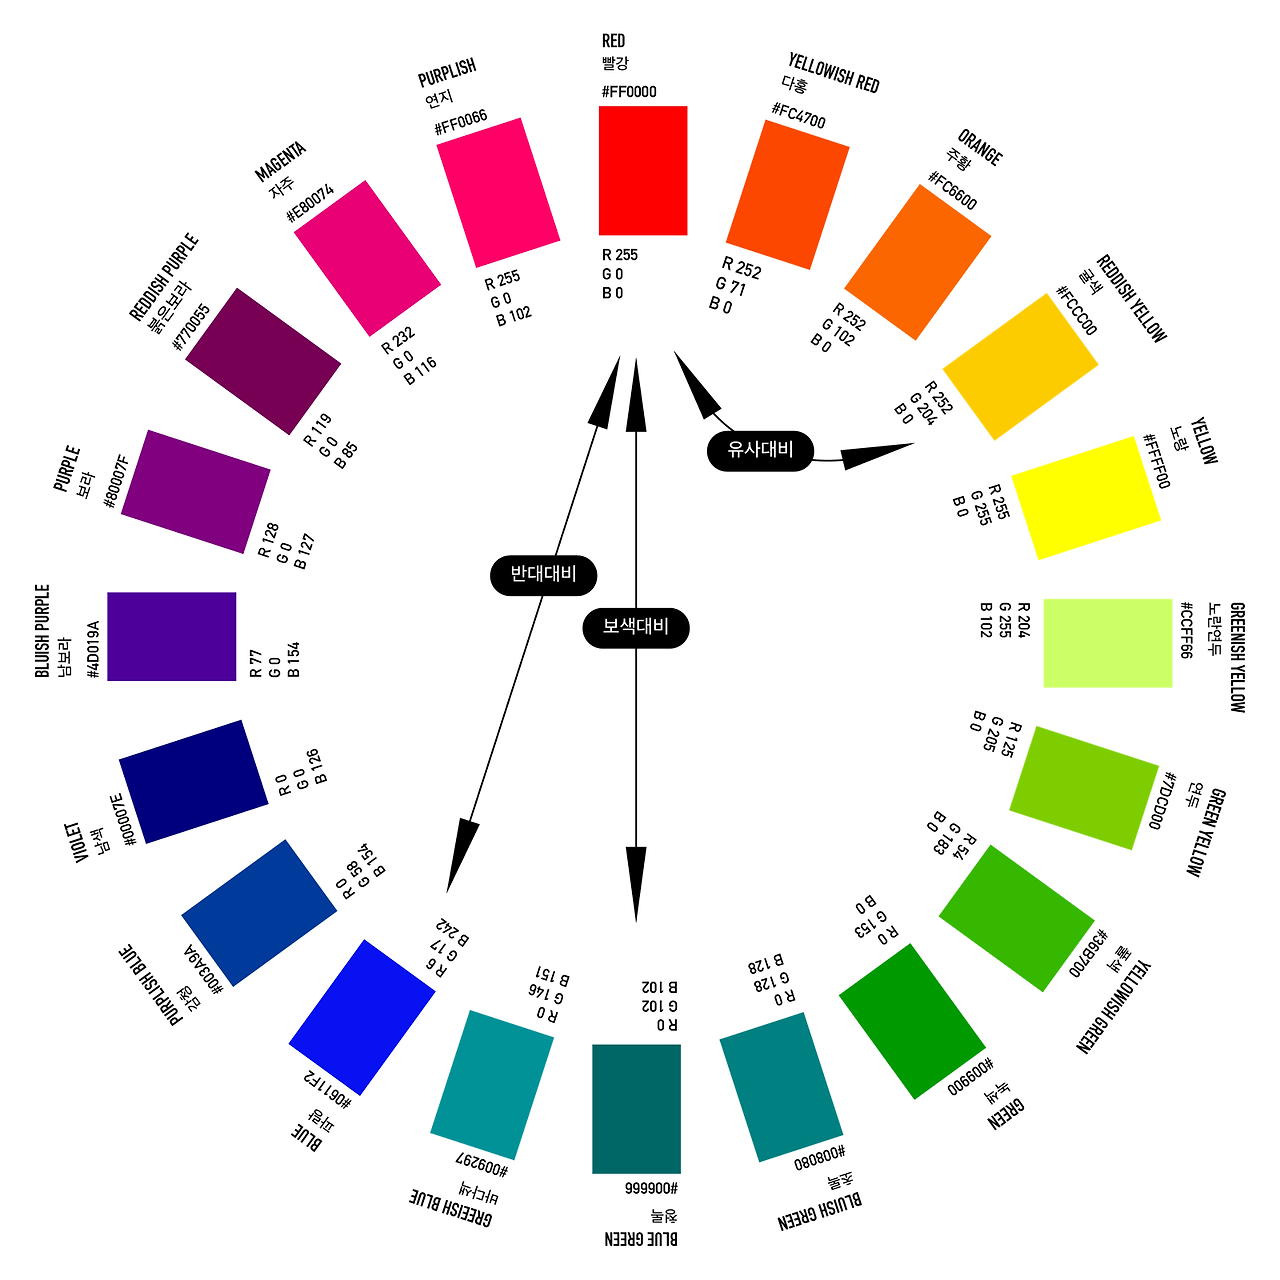 RED
빨강
#FF0000
R 255
G 0
B 0
YELLOWISH RED
다홍
#FC4700
R 252
G 71
B 0
ORANGE
주황
#FC6600
R 252
G 102
B 0
REDDISH YELLOW
귤색
#FCCC00
R 252
G 204
B 0
YELLOW
노랑
#FFFF00
R 255
G 255
B 0
GREENISH YELLOW
노란연두
#CCFF66
R 204
G 255
B 102
GREEN YELLOW
연두
#7DCD00
R 125
G 205
B 0
YELLOWISH GREEN
풀색
#36B700
R 54
G 183
B 0
GREEN
녹색
#009900
R 0
G 153
B 0
BLUISH GREEN
초록
#008080
R 0
G 128
B 128
BLUE GREEN
청록
#006666
R 0
G 102
B 102
GREEISH BLUE
바다색
#009297
R 0
G 146
B 151
BLUE
파랑
#0611F2
R 6
G 17
B 242
PURPLISH BLUE
감청
#003A9A
R 0
G 58
B 154
VIOLET
남색
#00007E
R 0
G 0
B 126
BLUISH PURPLE
남보라
#4D019A
R 77
G 0
B 154
PURPLE
보라
#80007F
R 128
G 0
B 127
REDDISH PURPLE
붉은보라
#770055
R 119
G 0
B 85
MAGENTA
자주
#E80074
R 232
G 0
B 116
PURPLISH
연지
#FF0066
R 255
G 0
B 102
유사대비
반대대비
보색대비